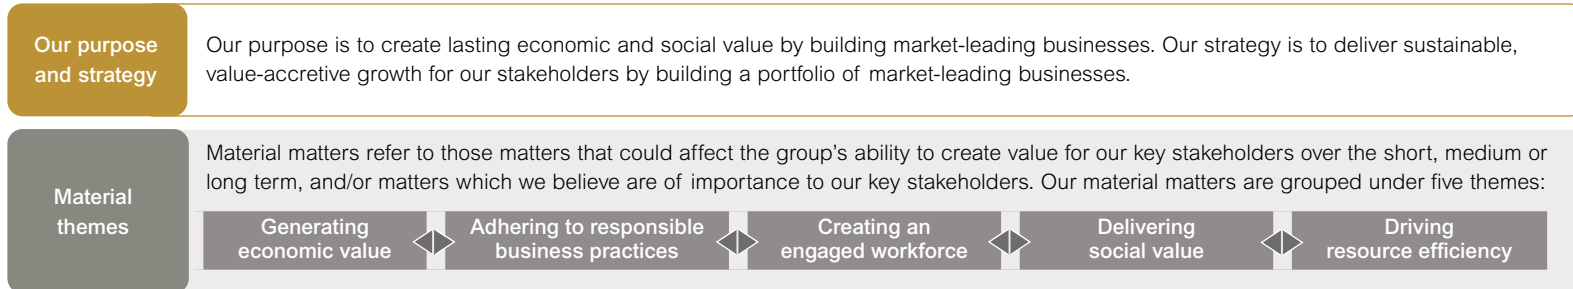 Our purpose
and strategy
Our purpose is to create lasting economic and social value by building market-leading businesses. Our strategy is to deliver sustainable,
value-accretive growth for our stakeholders by building a portfolio of market-leading businesses.
Material
themes
Material matters refer to those matters that could affect the group's ability to create value for our key stakeholders over the short, medium or
long term, and/or matters which we believe are of importance to our key stakeholders. Our material matters are grouped under five themes:
Generating
economic value
Adhering to responsible
business practices
Creating an
engaged workforce
Delivering
social value
Driving
resource efficiency